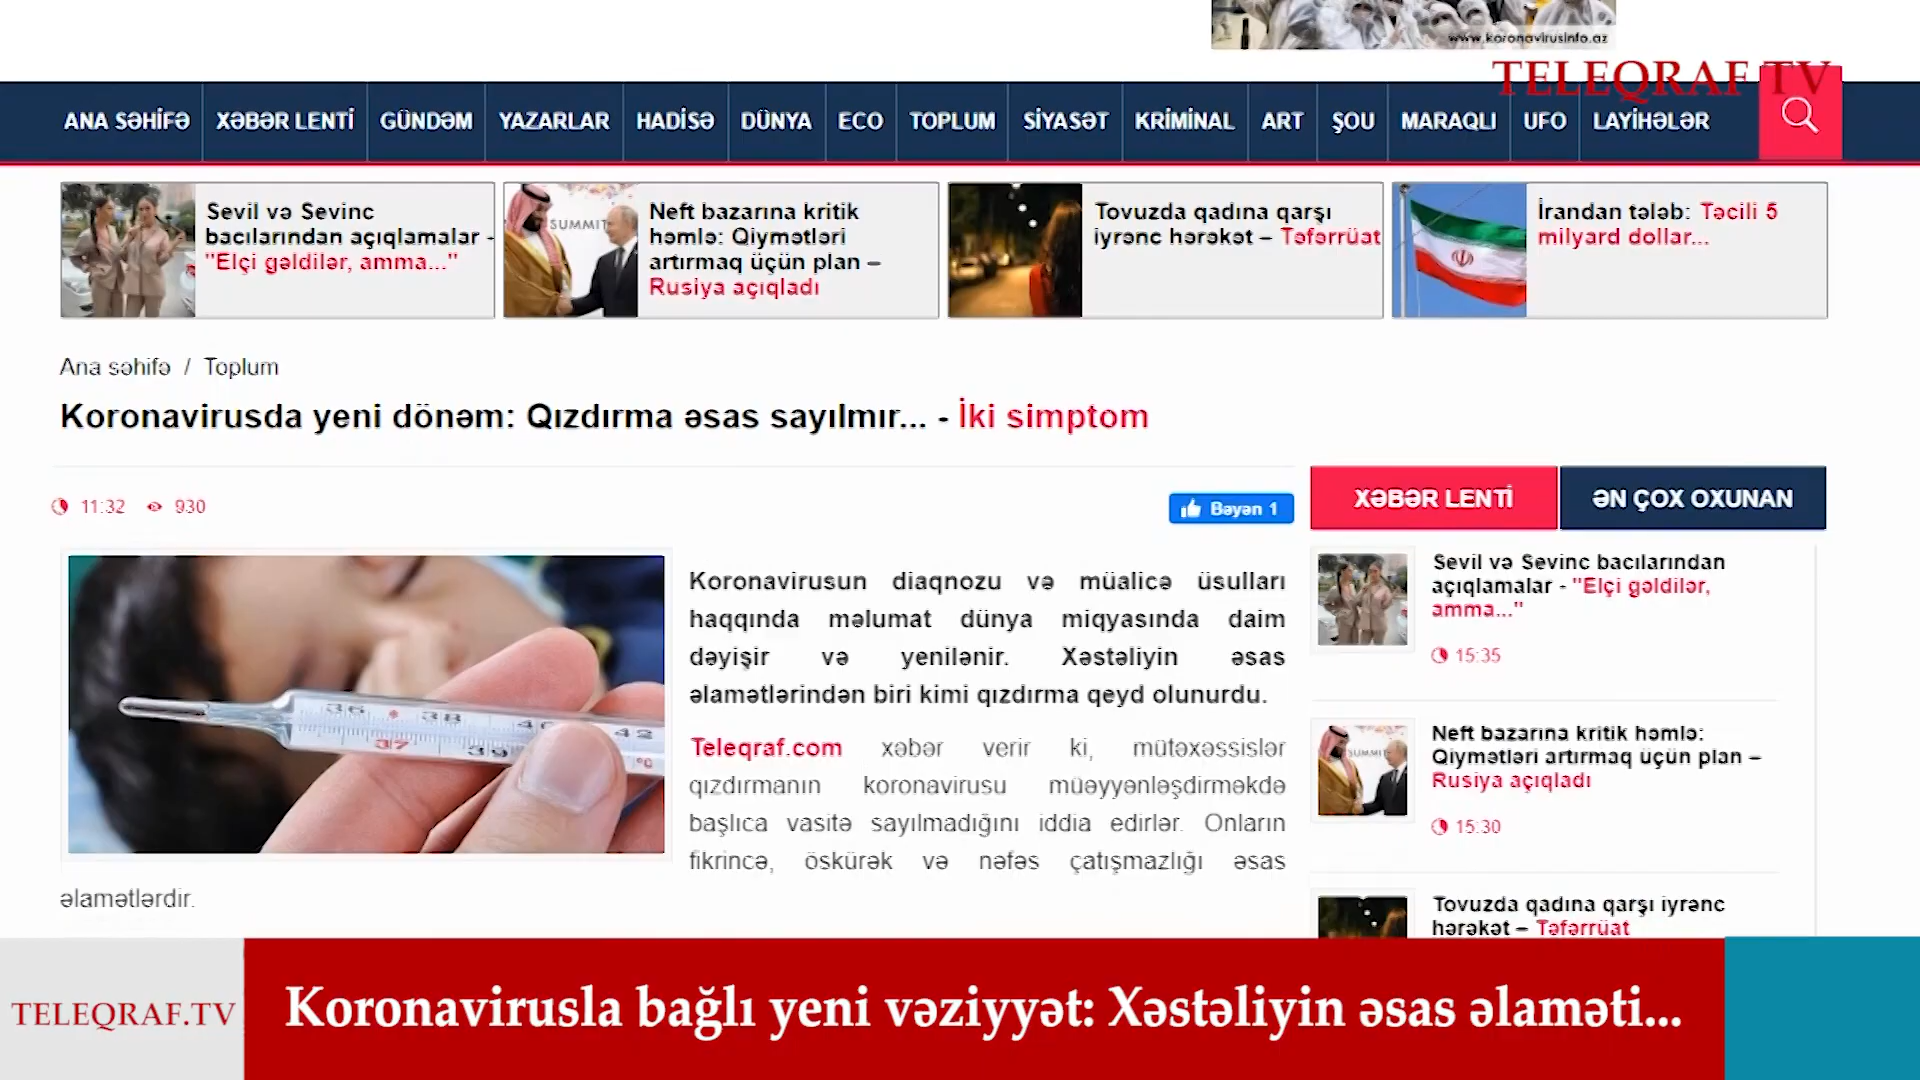 www.koronavirusinfo.az
TELEQRAF TV
ANA SƏHİFƏ XƏBƏR LENTİ GÜNDƏM YAZARLAR HADİSƏ DÜNYA ECO TOPLUM SİYASƏT KRİMİNAL ART ŞOU MARAQLI UFO LAYİHƏLƏR
Sevil və Sevinc
bacılarından açıqlamalar -
"Elçi gəldilər, amma..."
SUMMIT
Neft bazarına kritik
həmlə: Qiymətləri
artırmaq üçün plan –
Rusiya açıqladı
Tovuzda qadına qarşı
iyrənc hərəkət – Təfərrüat
İrandan tələb: Təcili 5
milyard dollar...
Ana səhifə / Toplum
Koronavirusda yeni dönəm: Qızdırma əsas sayılmır... - İki simptom
11:32 930
Bəyən 1
XƏBƏR LENTİ ƏN ÇOX OXUNAN
36 38 40 42
37 39 °C
Koronavirusun diaqnozu və müalicə üsulları
haqqında məlumat dünya miqyasında daim
dəyişir və yenilənir. Xəstəliyin əsas
əlamətlərindən biri kimi qızdırma qeyd olunurdu.
Teleqraf.com xəbər verir ki, mütəxəssislər
qızdırmanın koronavirusu müəyyənləşdirməkdə
başlıca vasitə sayılmadığını iddia edirlər. Onların
fikrincə, öskürək və nəfəs çatışmazlığı əsas
əlamətlərdir.
Sevil və Sevinc bacılarından
açıqlamalar - "Elçi gəldilər,
amma..."
15:35
SUMMIT
Neft bazarına kritik həmlə:
Qiymətləri artırmaq üçün plan –
Rusiya açıqladı
15:30
Tovuzda qadına qarşı iyrənc
hərəkət – Təfərrüat
TELEQRAF.TV
Koronavirusla bağlı yeni vəziyyət: Xəstəliyin əsas əlaməti...